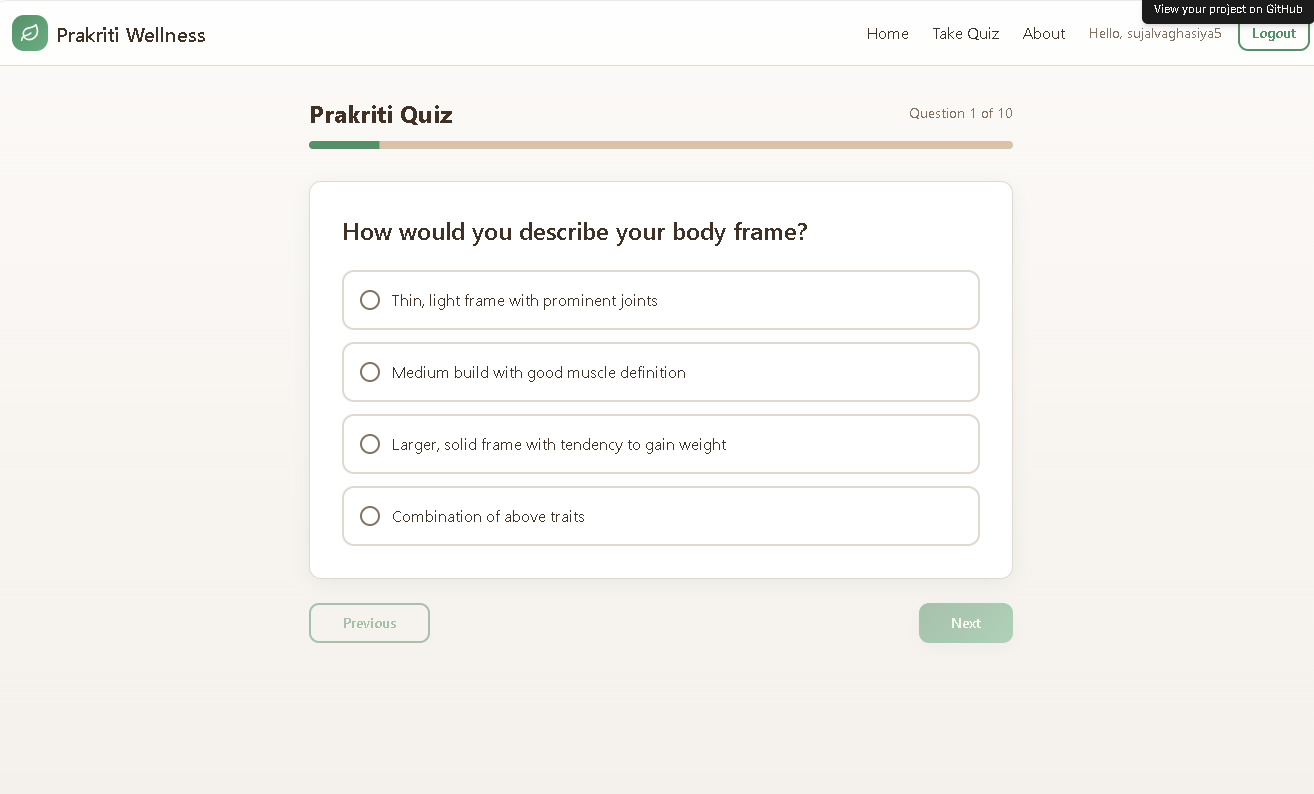 View your project on GitHub
Prakriti Wellness
Home
Take Quiz
About
Hello, sujalvaghasiya5
Logout
Prakriti Quiz
Question 1 of 10
How would you describe your body frame?
Thin, light frame with prominent joints
Medium build with good muscle definition
Larger, solid frame with tendency to gain weight
Combination of above traits
Previous
Next